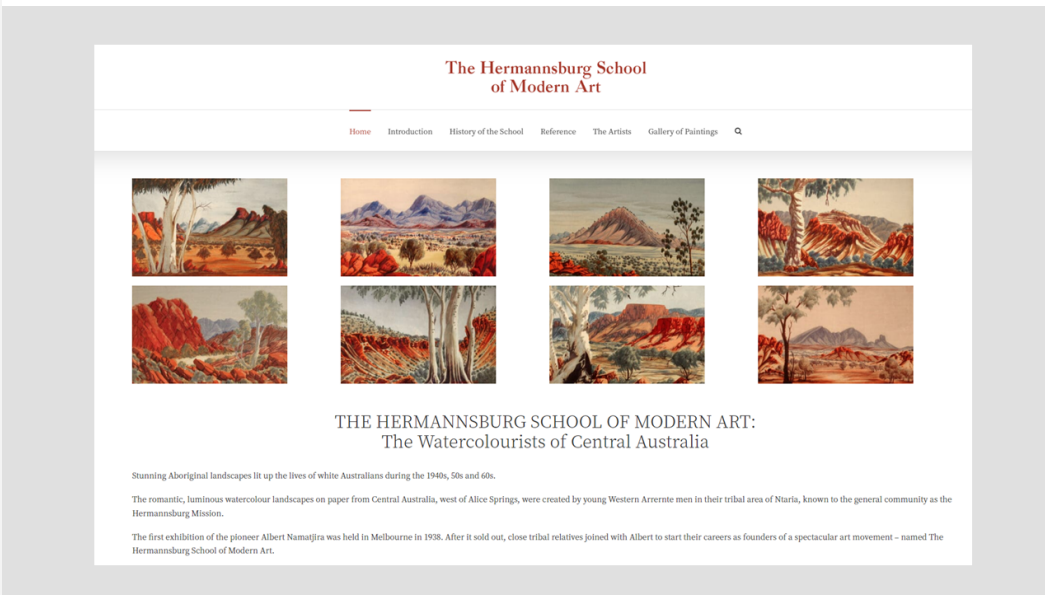 The Hermannsburg School
of Modern Art
Home Introduction History of the School Reference The Artists Gallery of Paintings
THE HERMANNSBURG SCHOOL OF MODERN ART:
The Watercolourists of Central Australia
Stunning Aboriginal landscapes lit up the lives of white Australians during the 1940s, 50s and 60s.
The romantic, luminous watercolour landscapes on paper from Central Australia, west of Alice Springs, were created by young Western Arrernte men in their tribal area of Ntaria, known to the general community as the
Hermannsburg Mission.
The first exhibition of the pioneer Albert Namatjira was held in Melbourne in 1938. After it sold out, close tribal relatives joined with Albert to start their careers as founders of a spectacular art movement – named The
Hermannsburg School of Modern Art.